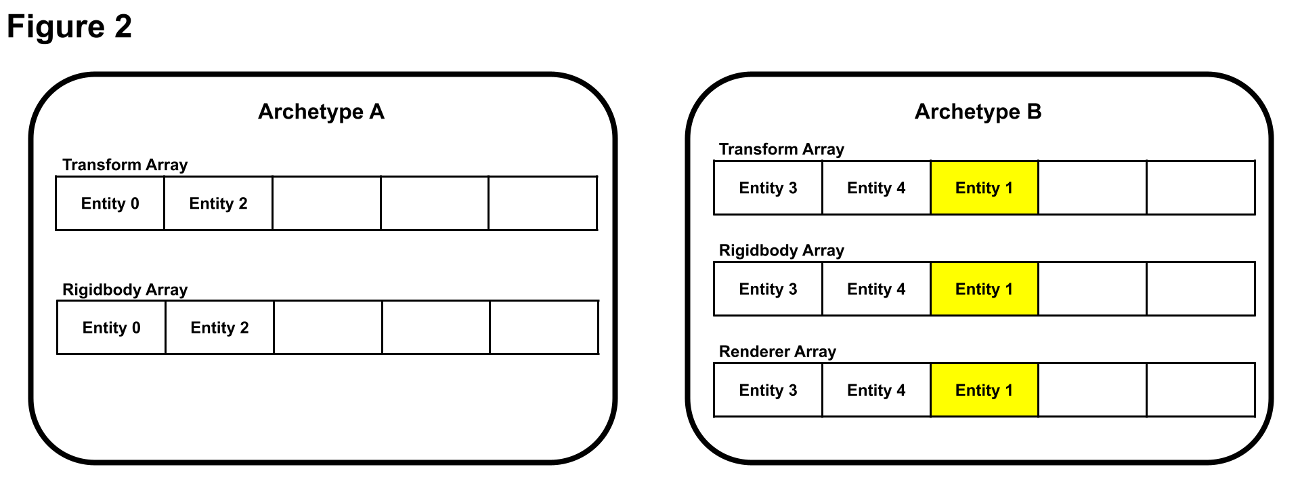 Figure 2
Archetype A
Transform Array
Entity 0 Entity 2
Rigidbody Array
Entity 0 Entity 2
Archetype B
Transform Array
Entity 3 Entity 4 Entity 1
Rigidbody Array
Entity 3 Entity 4 Entity 1
Renderer Array
Entity 3 Entity 4 Entity 1